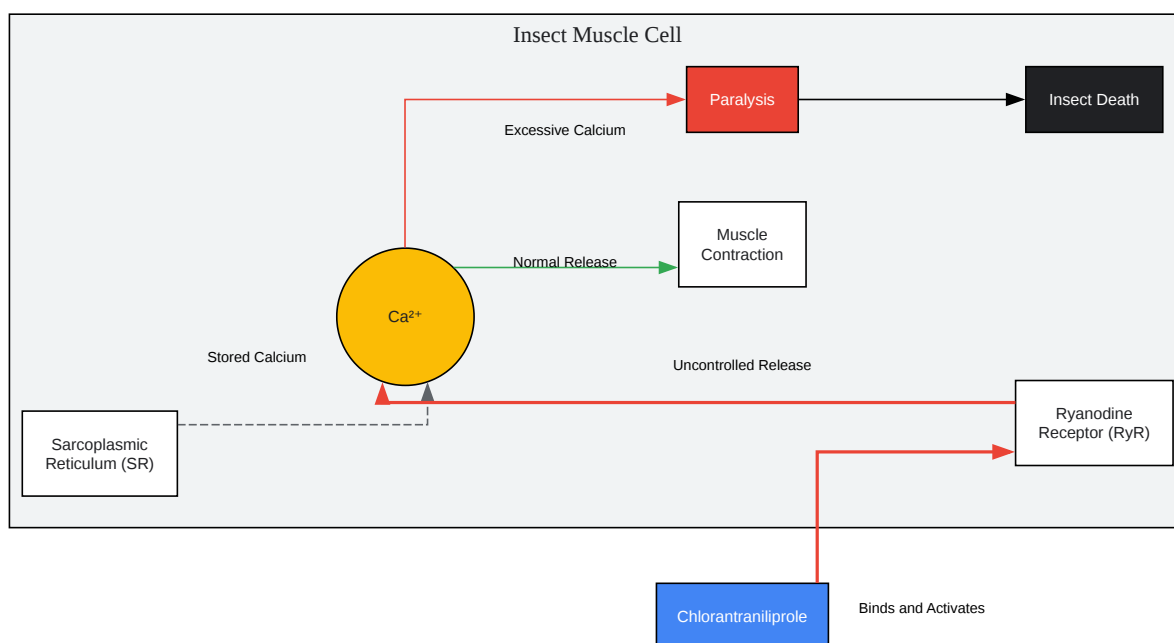 Insect Muscle Cell
Paralysis
Insect Death
Excessive Calcium
Muscle
Contraction
Normal Release
Ca²⁺
Stored Calcium
Uncontrolled Release
Sarcoplasmic
Reticulum (SR)
Ryanodine
Receptor (RyR)
Chlorantraniliprole
Binds and Activates